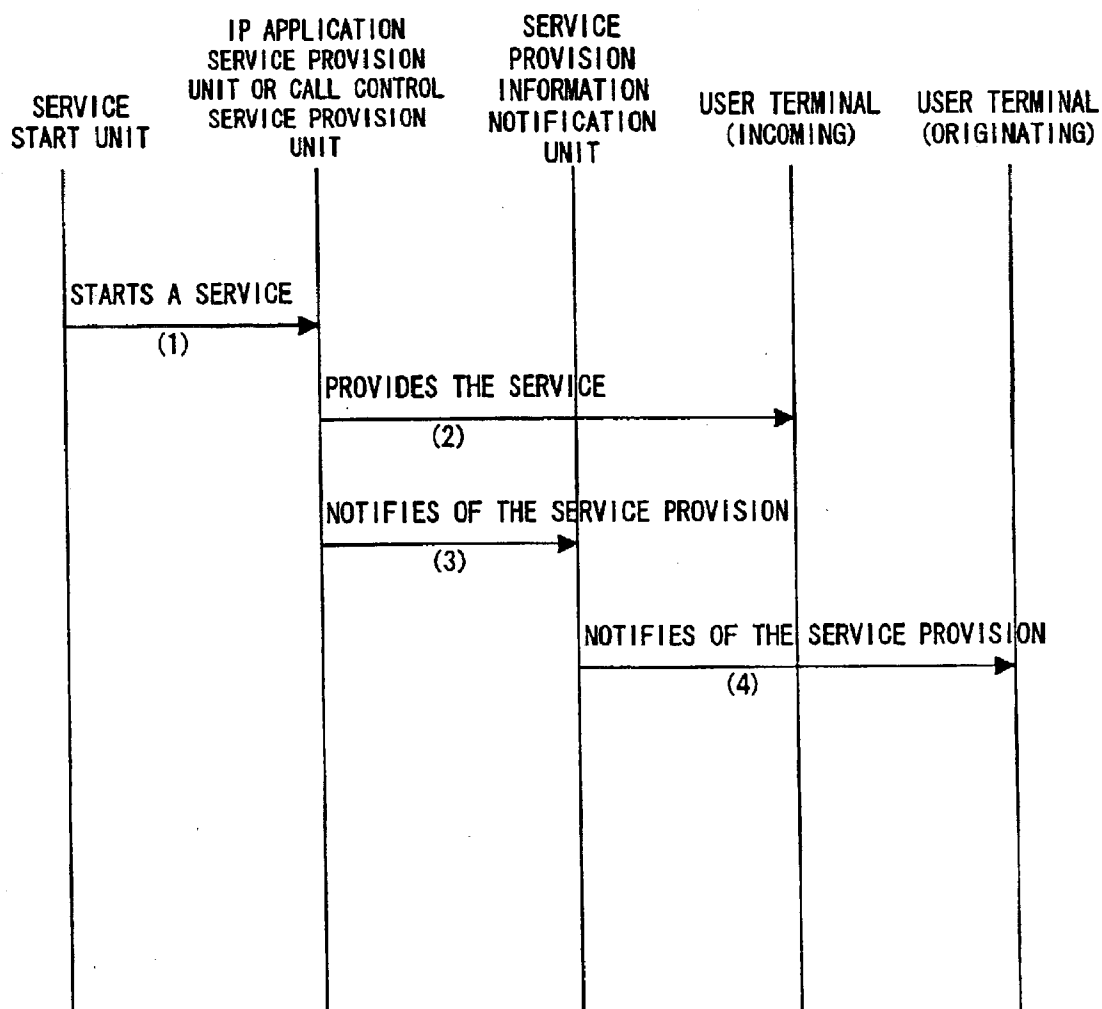 SERVICE
START UNIT
IP APPLICATION
SERVICE PROVISION
UNIT OR CALL CONTROL
SERVICE PROVISION
UNIT
SERVICE
PROVISION
INFORMATION
NOTIFICATION
UNIT
USER TERMINAL
(INCOMING)
USER TERMINAL
(ORIGINATING)
STARTS A SERVICE
(1)
PROVIDES THE SERVICE
(2)
NOTIFIES OF THE SERVICE PROVISION
(3)
NOTIFIES OF THE SERVICE PROVISION
(4)